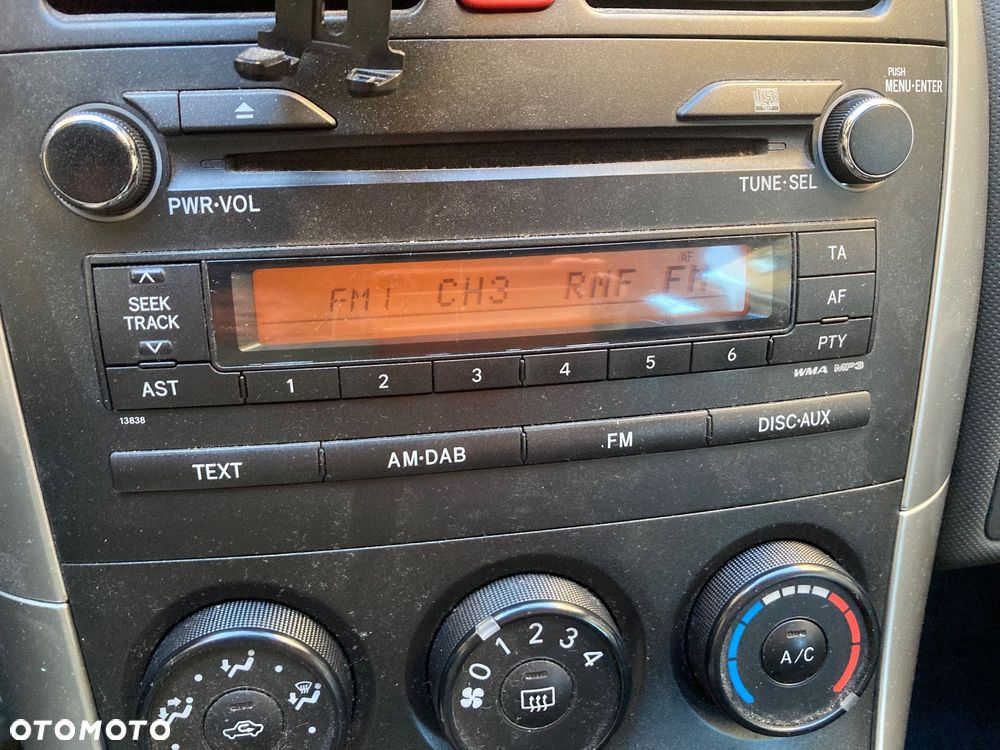 PUSH
MENU·ENTER
PWR·VOL
TUNE·SEL
SEEK
TRACK
FM1 CH3 RMF FM
AF
TA
AF
PTY
AST
1 2 3 4 5 6
WMA MP3
13838
TEXT
AM·DAB
FM
DISC·AUX
0 1 2 3 4
A/C
OTOMOTO